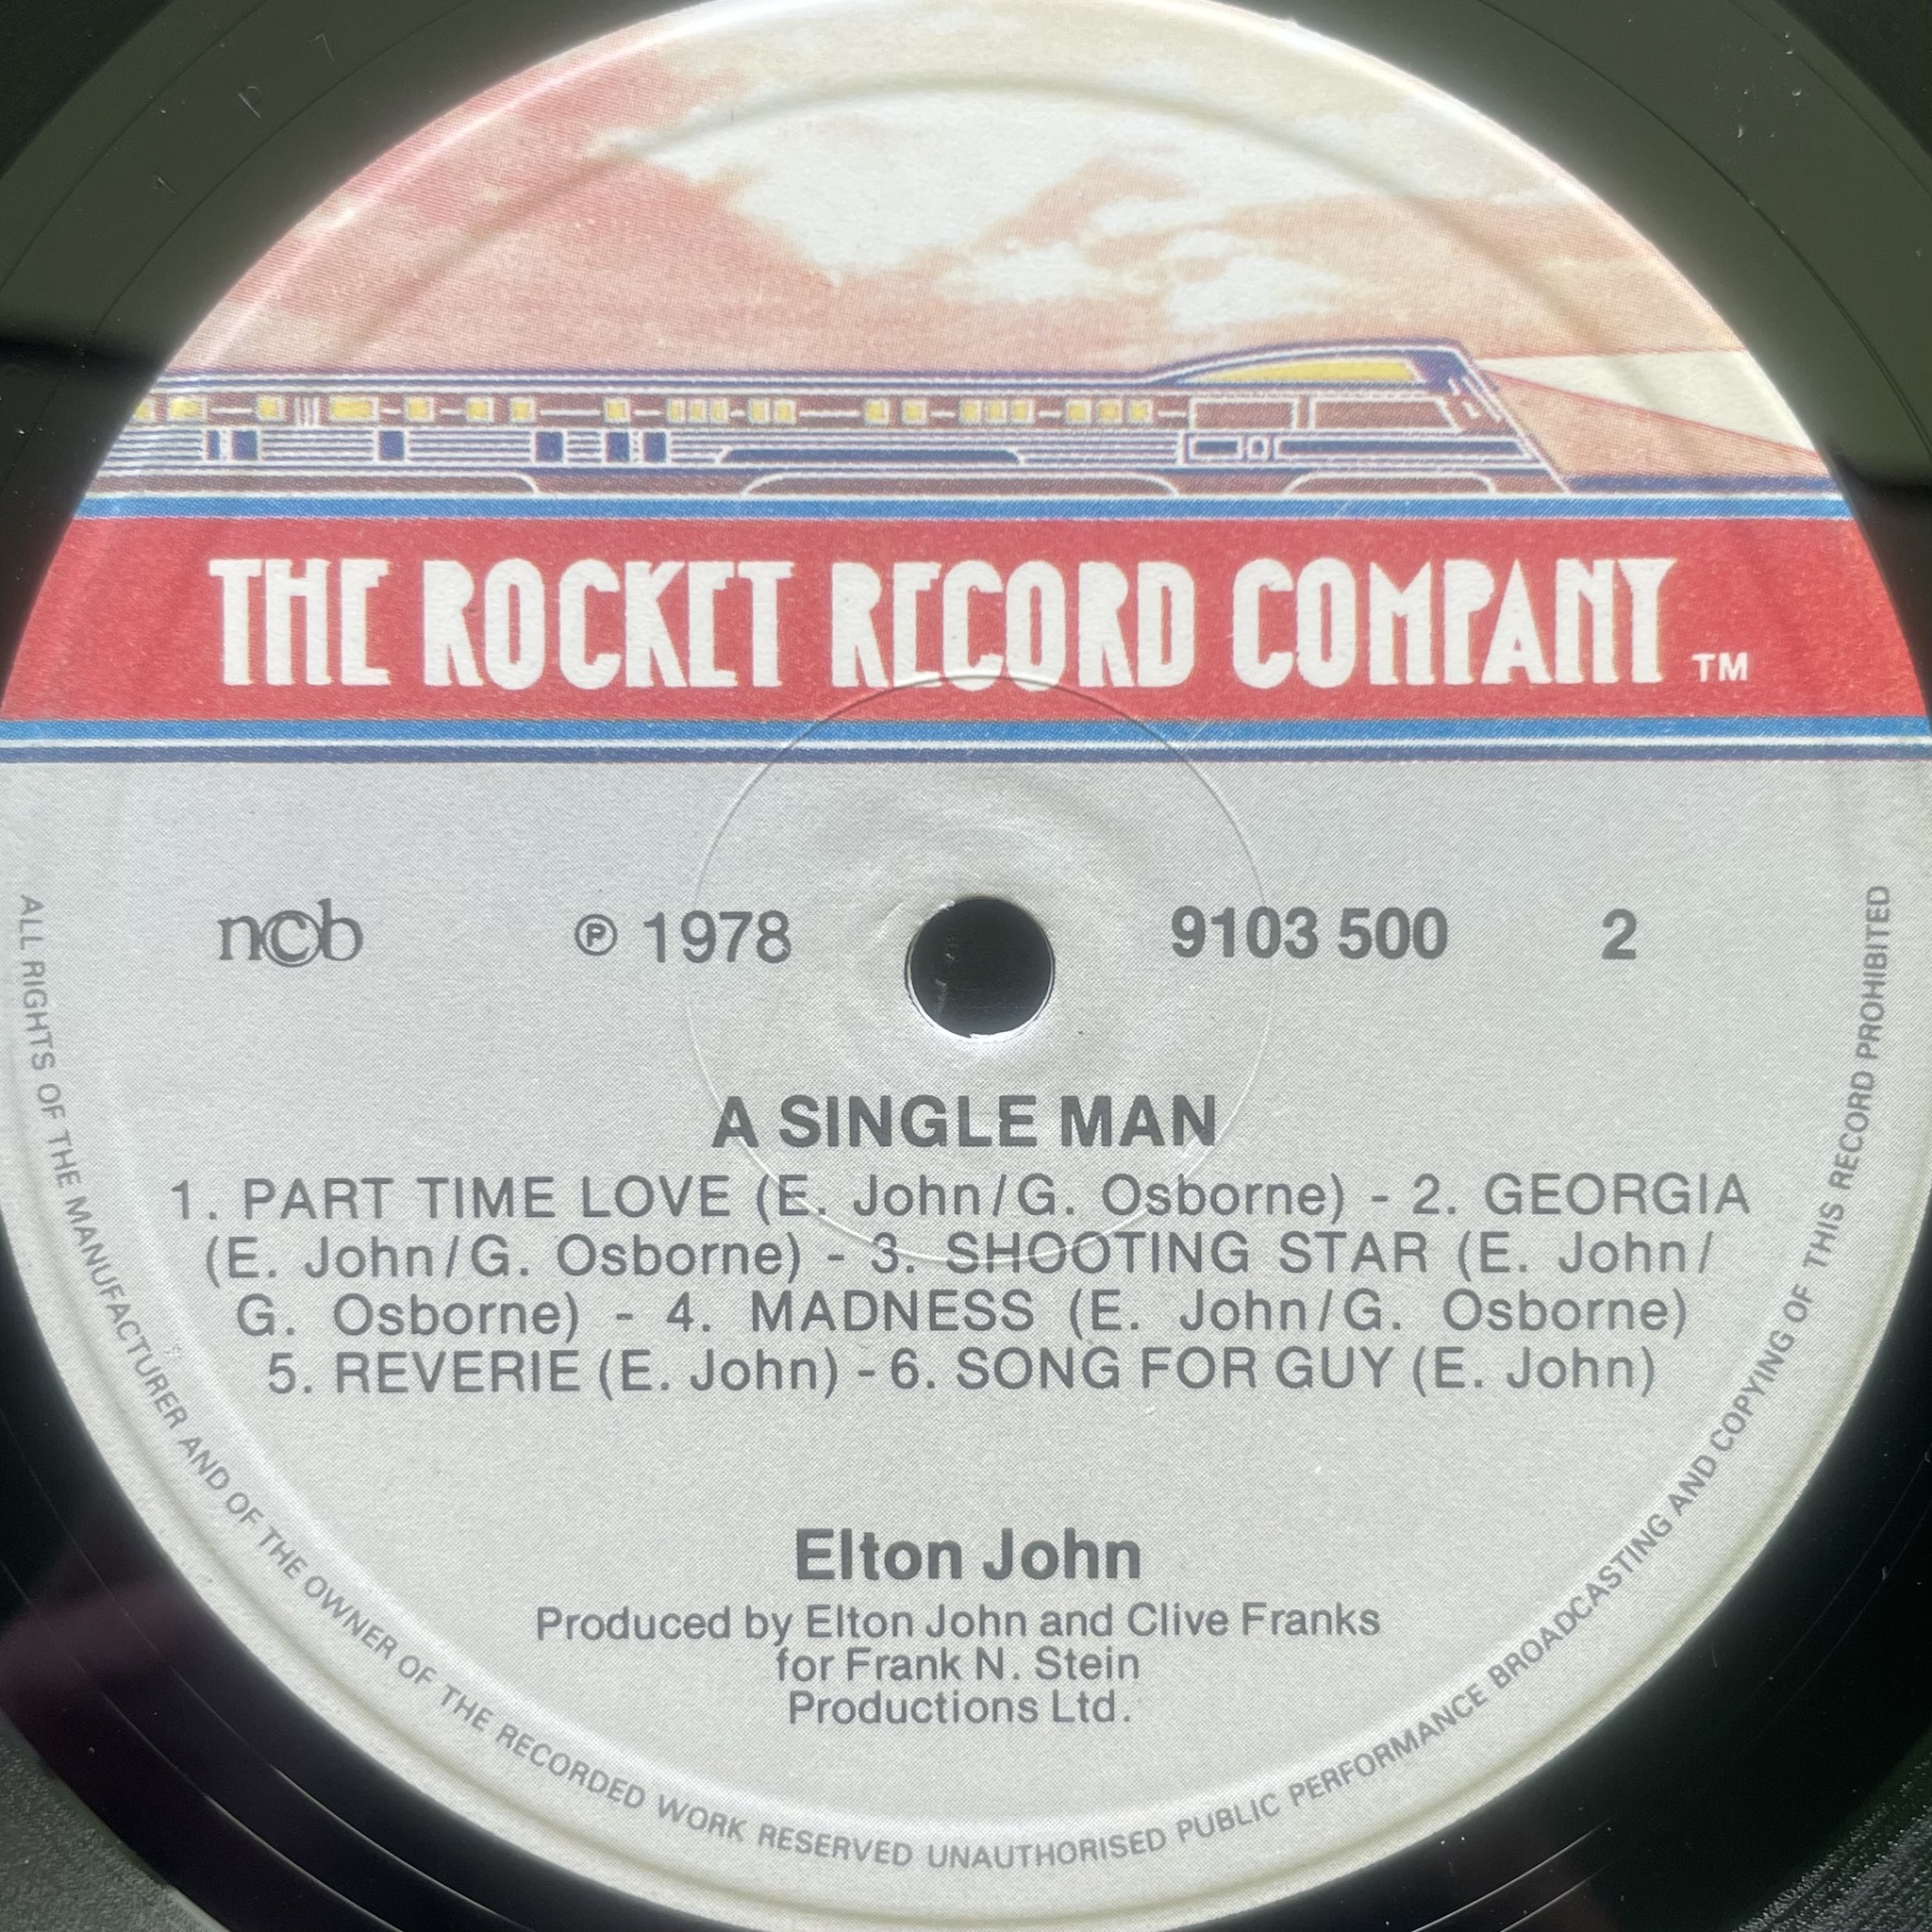 THE ROCKET RECORD COMPANY TM
ncb ℗ 1978 9103 500 2
A SINGLE MAN
1. PART TIME LOVE (E. John/G. Osborne) - 2. GEORGIA
(E. John/G. Osborne) - 3. SHOOTING STAR (E. John/
G. Osborne) - 4. MADNESS (E. John/G. Osborne)
5. REVERIE (E. John) - 6. SONG FOR GUY (E. John)
Elton John
Produced by Elton John and Clive Franks
for Frank N. Stein
Productions Ltd.
ALL RIGHTS OF THE MANUFACTURER AND OF THE OWNER OF THE RECORDED WORK RESERVED UNAUTHORISED PUBLIC PERFORMANCE BROADCASTING AND COPYING OF THIS RECORD PROHIBITED